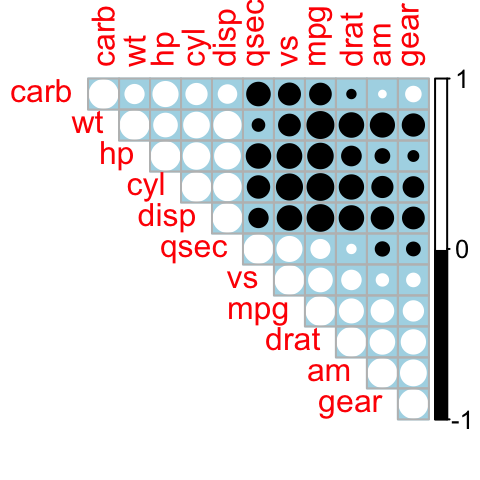 carb wt hp cyl disp qsec vs mpg drat am gear
carb
wt
hp
cyl
disp
qsec
vs
mpg
drat
am
gear
1
0
-1